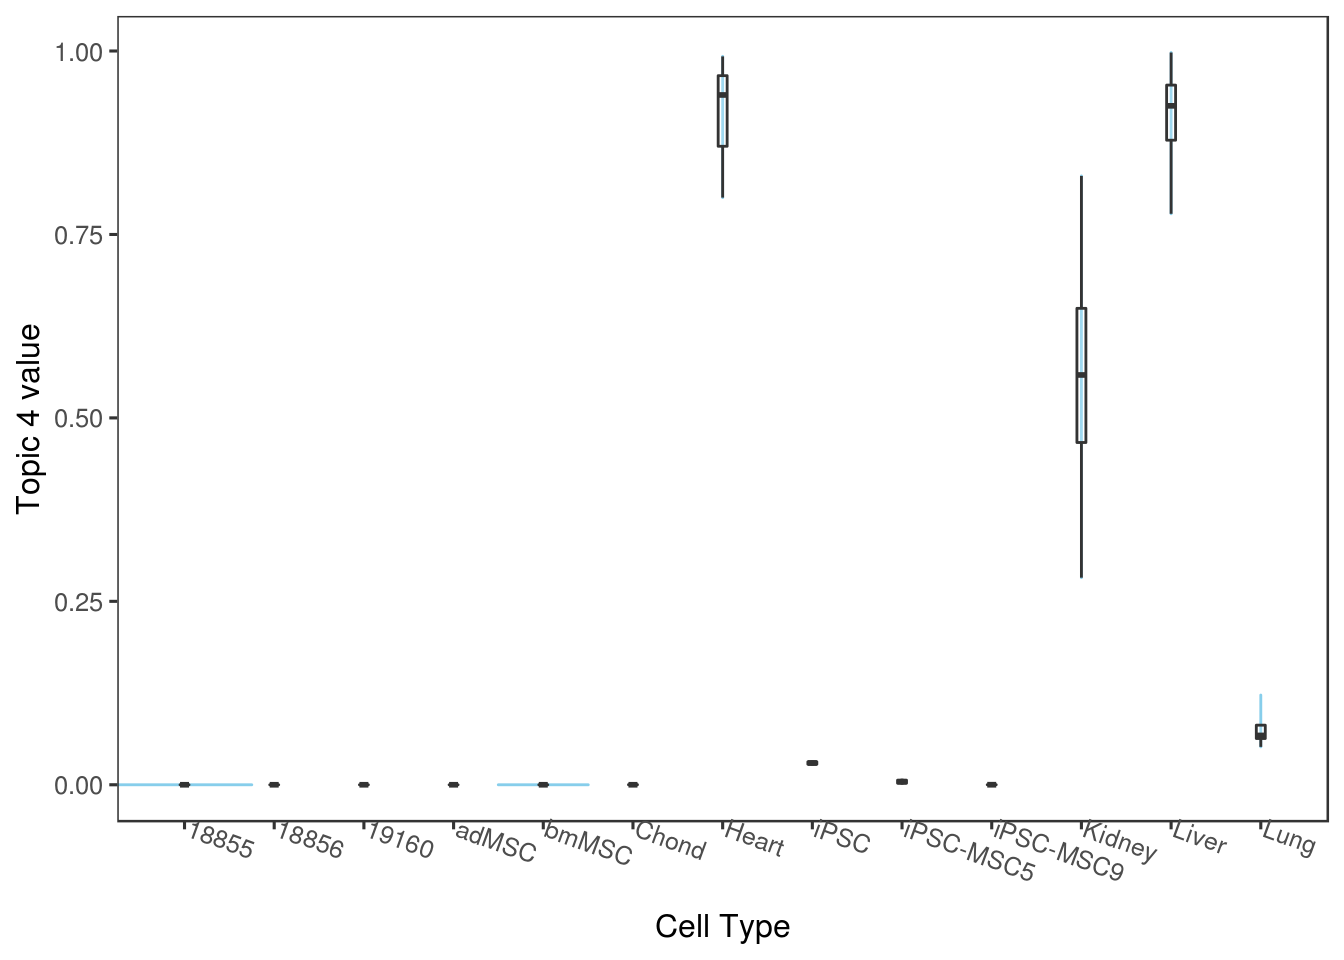 1.00
0.75
0.50
0.25
0.00
Topic 4 value
18855
18856
19160
adMSC
bmMSC
Chond
Heart
iPSC
iPSC-MSC5
iPSC-MSC9
Kidney
Liver
Lung
Cell Type